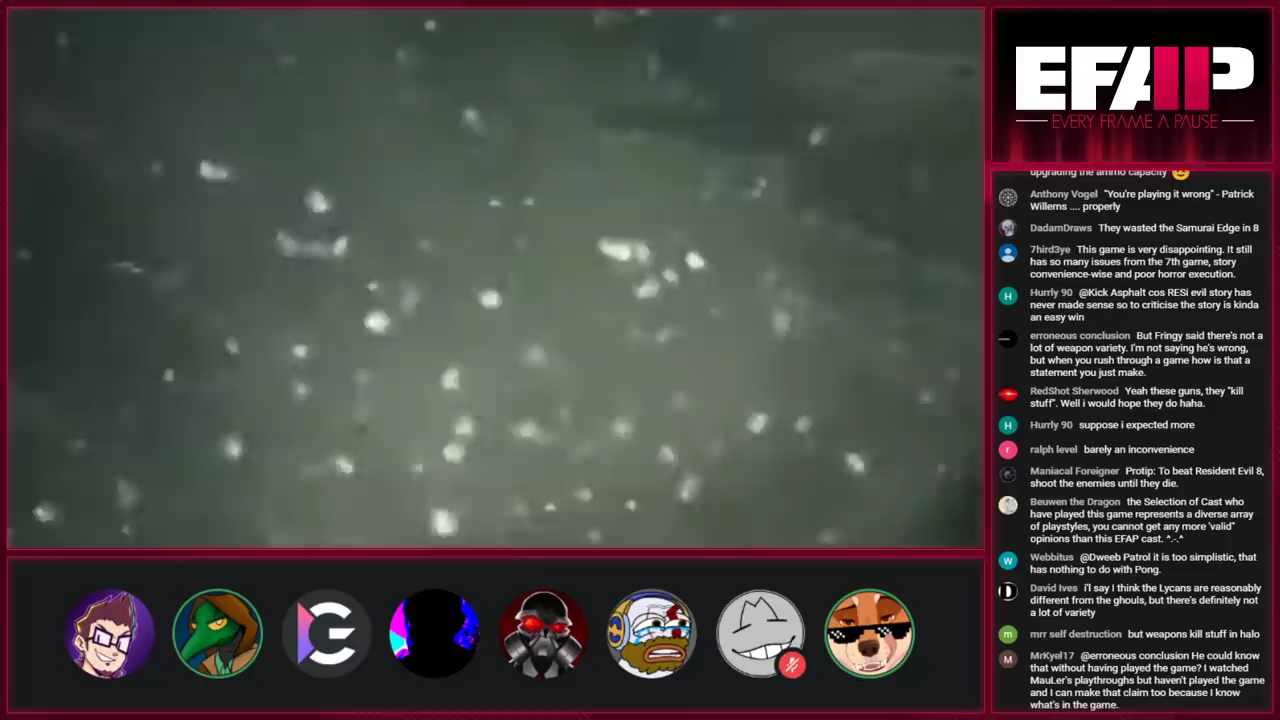 EFAP
EVERY FRAME A PAUSE
upgrading the ammo capacity
Anthony Vogel "You're playing it wrong" - Patrick
Willems .... properly
DadamDraws They wasted the Samurai Edge in 8
7hird3ye This game is very disappointing. It still
has so many issues from the 7th game, story
convenience-wise and poor horror execution.
H
Hurrly 90 @Kick Asphalt cos RESi evil story has
never made sense so to criticise the story is kinda
an easy win
erroneous conclusion But Fringy said there's not a
lot of weapon variety. I'm not saying he's wrong,
but when you rush through a game how is that a
statement you just make.
RedShot Sherwood Yeah these guns, they "kill
stuff". Well i would hope they do haha.
H
Hurrly 90 suppose i expected more
r
ralph level barely an inconvenience
Maniacal Foreigner Protip: To beat Resident Evil 8,
shoot the enemies until they die.
Beuwen the Dragon the Selection of Cast who
have played this game represents a diverse array
of playstyles, you cannot get any more 'valid"
opinions than this EFAP cast. ^.-.^
W
Webbitus @Dweeb Patrol it is too simplistic, that
has nothing to do with Pong.
David Ives i'l say I think the Lycans are reasonably
different from the ghouls, but there's definitely not
a lot of variety
m
mrr self destruction but weapons kill stuff in halo
M
MrKyel17 @erroneous conclusion He could know
that without having played the game? I watched
MauLer's playthroughs but haven't played the game
and I can make that claim too because I know
what's in the game.